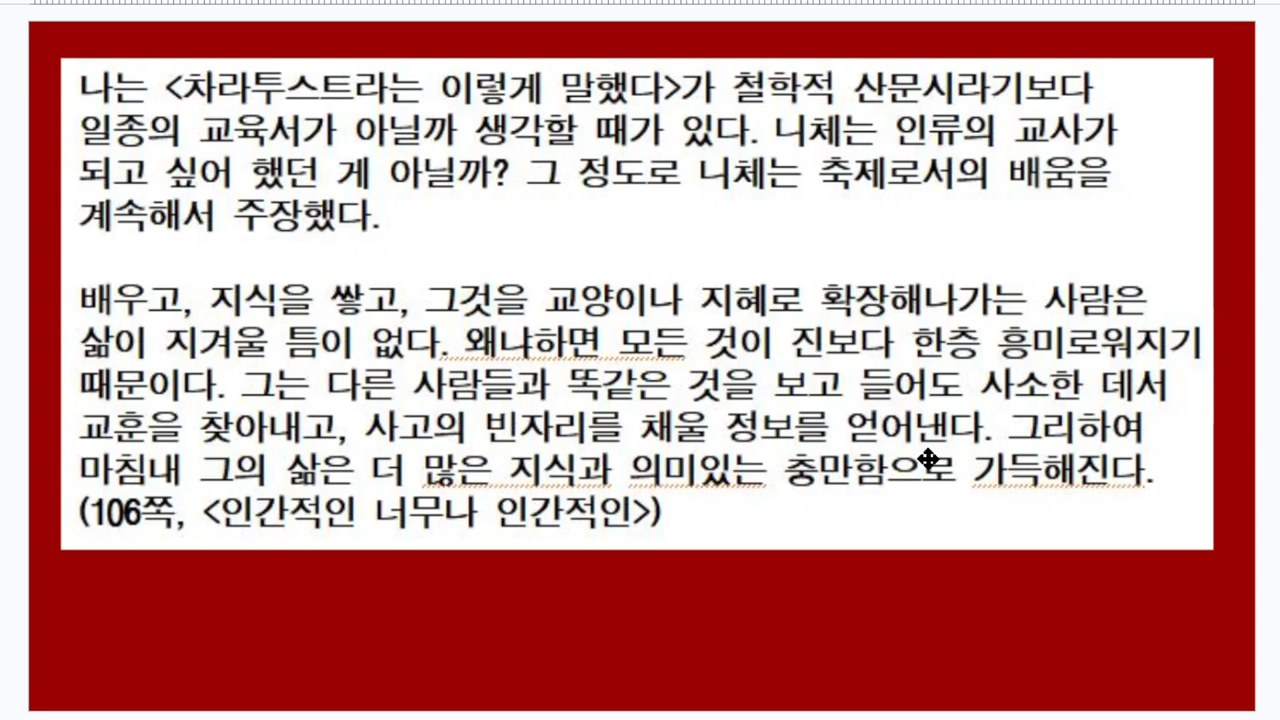 나는 <차라투스트라는 이렇게 말했다>가 철학적 산문시라기보다
일종의 교육서가 아닐까 생각할 때가 있다. 니체는 인류의 교사가
되고 싶어 했던 게 아닐까? 그 정도로 니체는 축제로서의 배움을
계속해서 주장했다.
배우고, 지식을 쌓고, 그것을 교양이나 지혜로 확장해나가는 사람은
삶이 지겨울 틈이 없다. 왜냐하면 모든 것이 진보다 한층 흥미로워지기
때문이다. 그는 다른 사람들과 똑같은 것을 보고 들어도 사소한 데서
교훈을 찾아내고, 사고의 빈자리를 채울 정보를 얻어낸다. 그리하여
마침내 그의 삶은 더 많은 지식과 의미있는 충만함으로 가득해진다.
(106쪽, <인간적인 너무나 인간적인>)